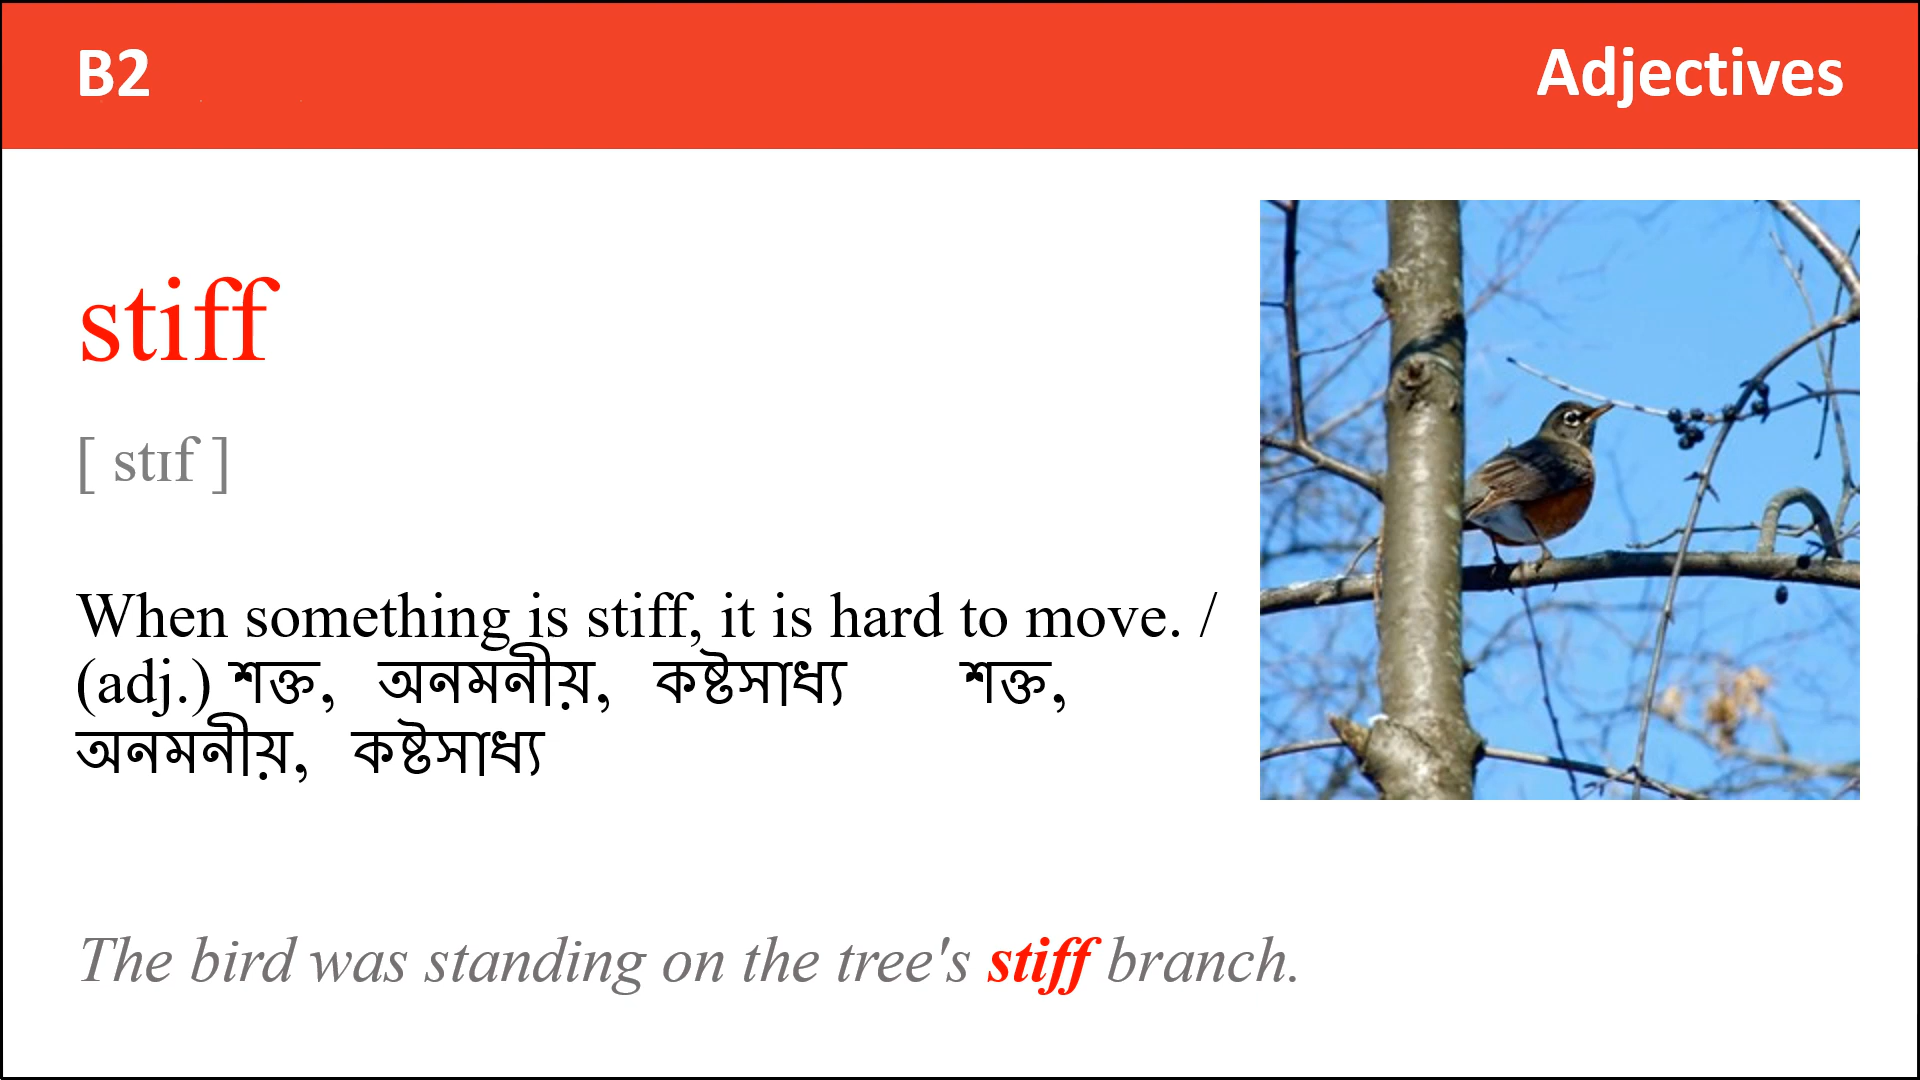 B2
Adjectives
stiff
[ stɪf ]
When something is stiff, it is hard to move. /
(adj.) শক্ত, অনমনীয়, কষ্টসাধ্য শক্ত,
অনমনীয়, কষ্টসাধ্য
The bird was standing on the tree's stiff branch.